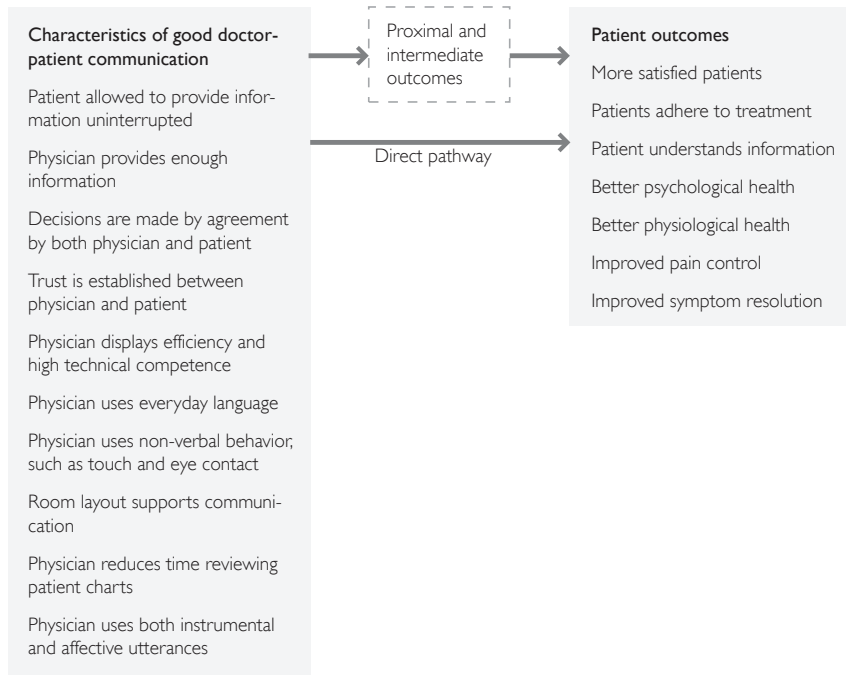 Characteristics of good doctor-
patient communication
Patient allowed to provide infor-
mation uninterrupted
Physician provides enough
information
Decisions are made by agreement
by both physician and patient
Trust is established between
physician and patient
Physician displays efficiency and
high technical competence
Physician uses everyday language
Physician uses non-verbal behavior,
such as touch and eye contact
Room layout supports communi-
cation
Physician reduces time reviewing
patient charts
Physician uses both instrumental
and affective utterances
Proximal and
intermediate
outcomes
Direct pathway
Patient outcomes
More satisfied patients
Patients adhere to treatment
Patient understands information
Better psychological health
Better physiological health
Improved pain control
Improved symptom resolution